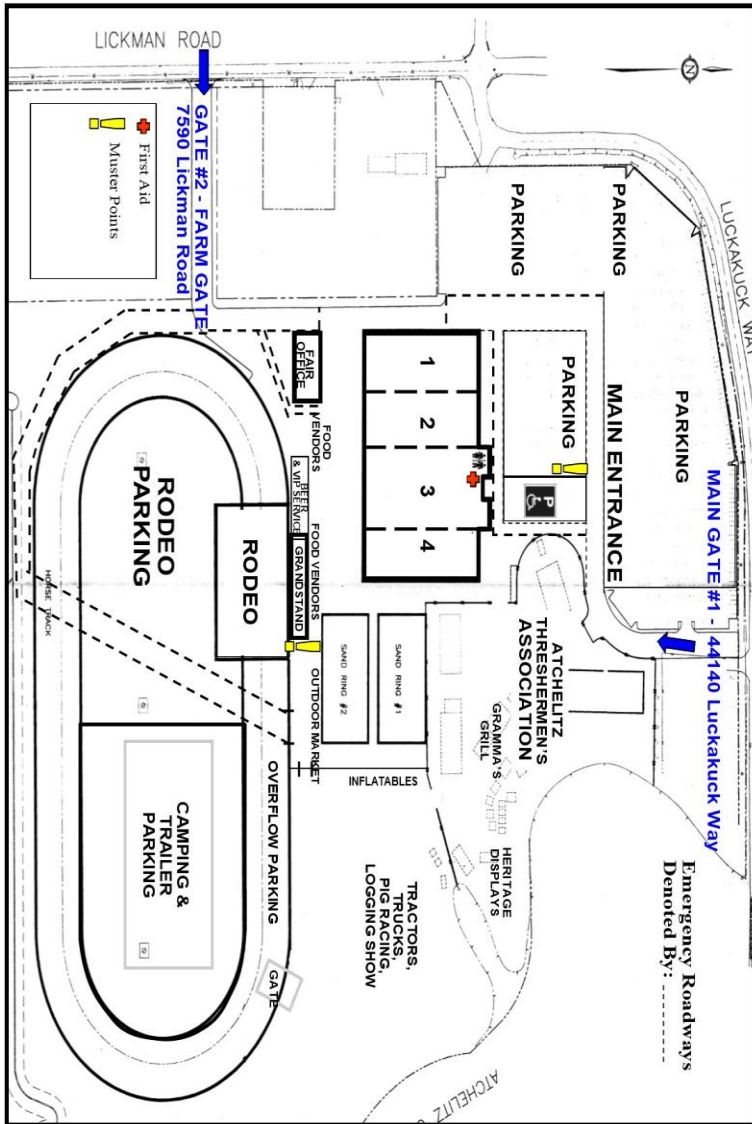 LICKMAN ROAD
N
LUCKAKUCK WAY
GATE #2 - FARM GATE
7590 Lickman Road
First Aid
Muster Points
PARKING
PARKING
PARKING
PARKING
MAIN ENTRANCE
MAIN GATE #1 - 44140 Luckakuck Way
P
1
2
3
4
FAIR
OFFICE
FOOD
VENDORS
BEER
& VIP SERVICE
FOOD VENDORS
GRANDSTAND
RODEO
RODEO
PARKING
HORSE TRACK
SAND RING #1
SAND RING #2
OUTDOOR MARKET
INFLATABLES
ATCHELITZ
THRESHERMEN'S
ASSOCIATION
GRAMMA'S
GRILL
HERITAGE
DISPLAYS
TRACTORS,
TRUCKS,
PIG RACING,
LOGGING SHOW
OVERFLOW PARKING
CAMPING &
TRAILER
PARKING
GATE
Emergency Roadways
Denoted By: --------
ATCHELITZ